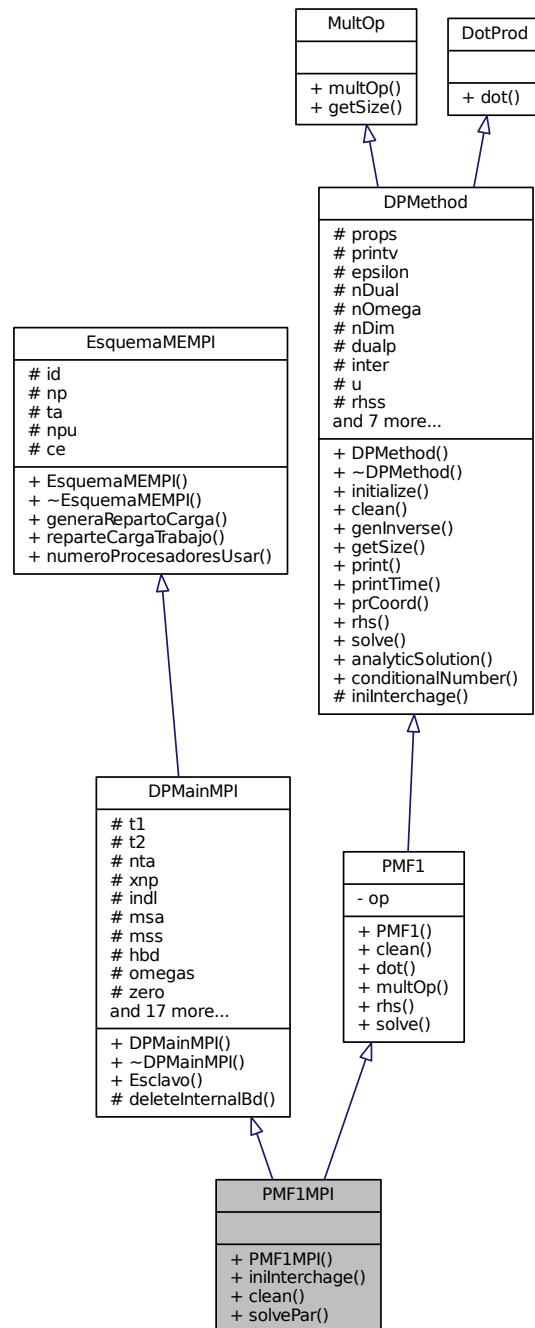 MultOp
+ multOp()
+ getSize()
DotProd
+ dot()
DPMethod
# props
# printv
# epsilon
# nDual
# nOmega
# nDim
# dualp
# inter
# u
# rhss
and 7 more...
+ DPMethod()
+ ~DPMethod()
+ initialize()
+ clean()
+ genInverse()
+ getSize()
+ print()
+ printTime()
+ prCoord()
+ rhs()
+ solve()
+ analyticSolution()
+ conditionalNumber()
# iniInterchage()
EsquemaMEMPI
# id
# np
# ta
# npu
# ce
+ EsquemaMEMPI()
+ ~EsquemaMEMPI()
+ generaRepartoCarga()
+ reparteCargaTrabajo()
+ numeroProcesadoresUsar()
DPMainMPI
# t1
# t2
# nta
# xnp
# indl
# msa
# mss
# hbd
# omegas
# zero
and 17 more...
+ DPMainMPI()
+ ~DPMainMPI()
+ Esclavo()
# deleteInternalBd()
PMF1
- op
+ PMF1()
+ clean()
+ dot()
+ multOp()
+ rhs()
+ solve()
PMF1MPI
+ PMF1MPI()
+ iniInterchage()
+ clean()
+ solvePar()